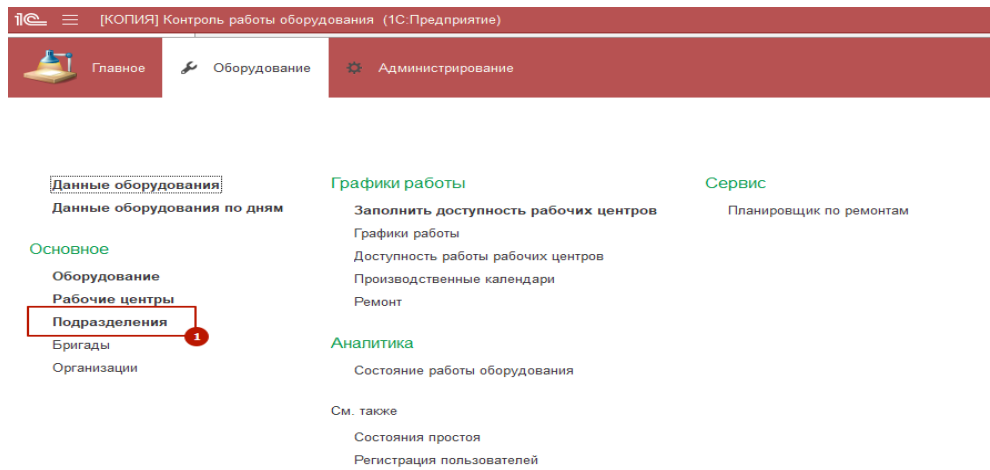 1С [КОПИЯ] Контроль работы оборудования (1С:Предприятие)
Главное Оборудование Администрирование
Данные оборудования
Данные оборудования по дням
Основное
Оборудование
Рабочие центры
Подразделения
1
Бригады
Организации
Графики работы
Заполнить доступность рабочих центров
Графики работы
Доступность работы рабочих центров
Производственные календари
Ремонт
Аналитика
Состояние работы оборудования
См. также
Состояния простоя
Регистрация пользователей
Сервис
Планировщик по ремонтам